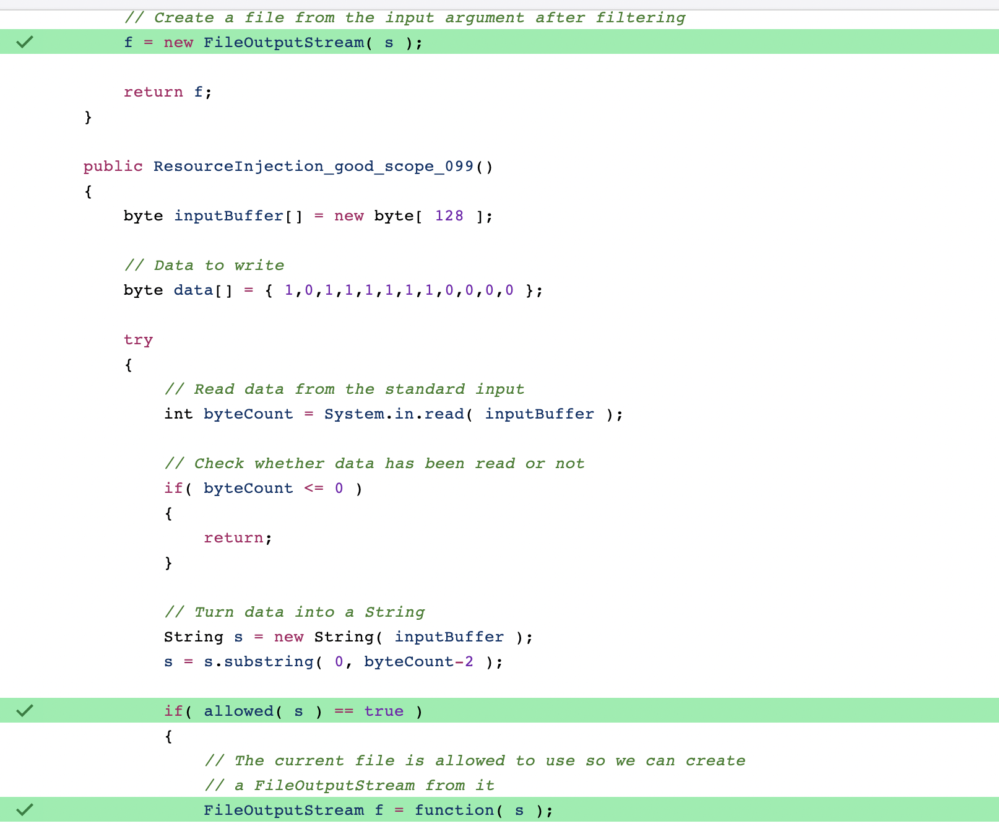 // Create a file from the input argument after filtering
f = new FileOutputStream( s );
return f;
}
public ResourceInjection_good_scope_099()
{
byte inputBuffer[] = new byte[ 128 ];
// Data to write
byte data[] = { 1,0,1,1,1,1,1,1,0,0,0,0 };
try
{
// Read data from the standard input
int byteCount = System.in.read( inputBuffer );
// Check whether data has been read or not
if( byteCount <= 0 )
{
return;
}
// Turn data into a String
String s = new String( inputBuffer );
s = s.substring( 0, byteCount-2 );
if( allowed( s ) == true )
{
// The current file is allowed to use so we can create
// a FileOutputStream from it
FileOutputStream f = function( s );